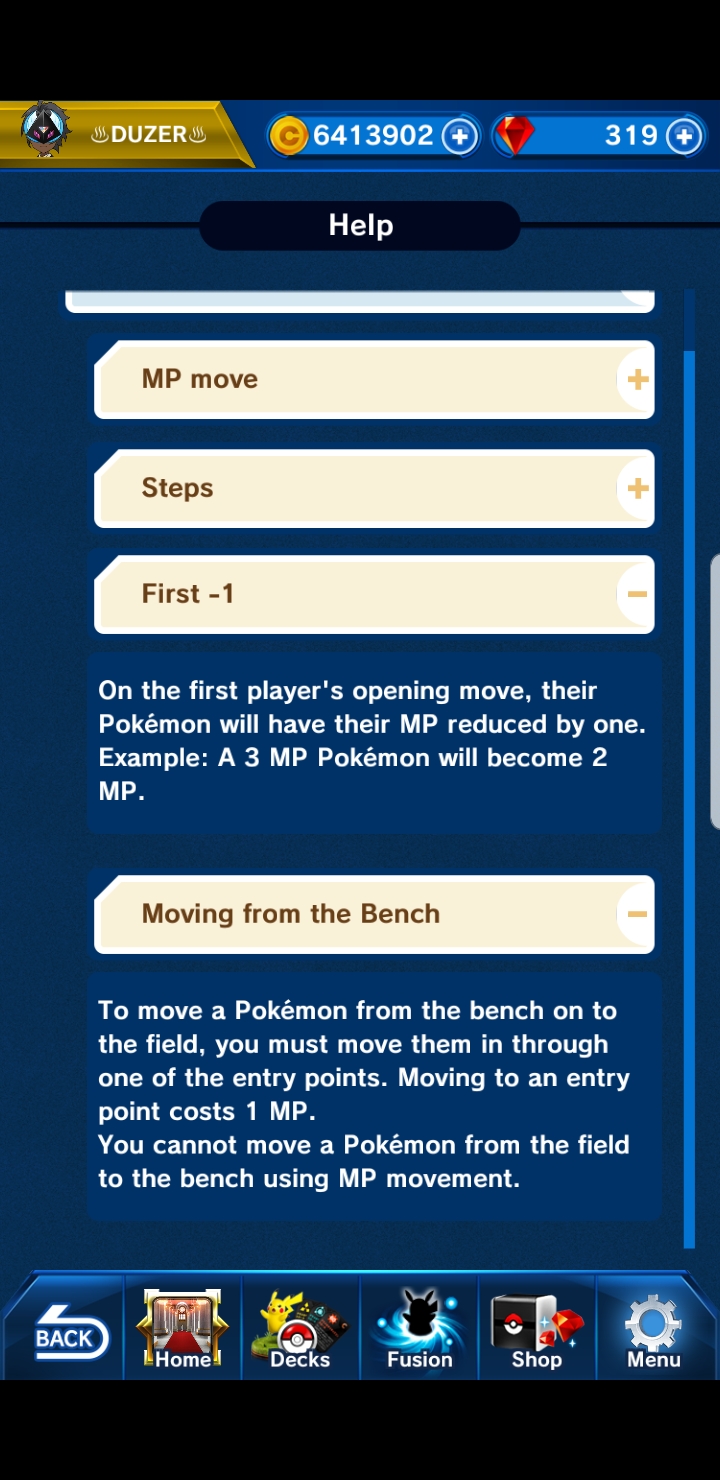 ♨DUZER♨
6413902
319
Help
MP move
Steps
First -1
On the first player's opening move, their
Pokémon will have their MP reduced by one.
Example: A 3 MP Pokémon will become 2
MP.
Moving from the Bench
To move a Pokémon from the bench on to
the field, you must move them in through
one of the entry points. Moving to an entry
point costs 1 MP.
You cannot move a Pokémon from the field
to the bench using MP movement.
BACK
Home
Decks
Fusion
Shop
Menu